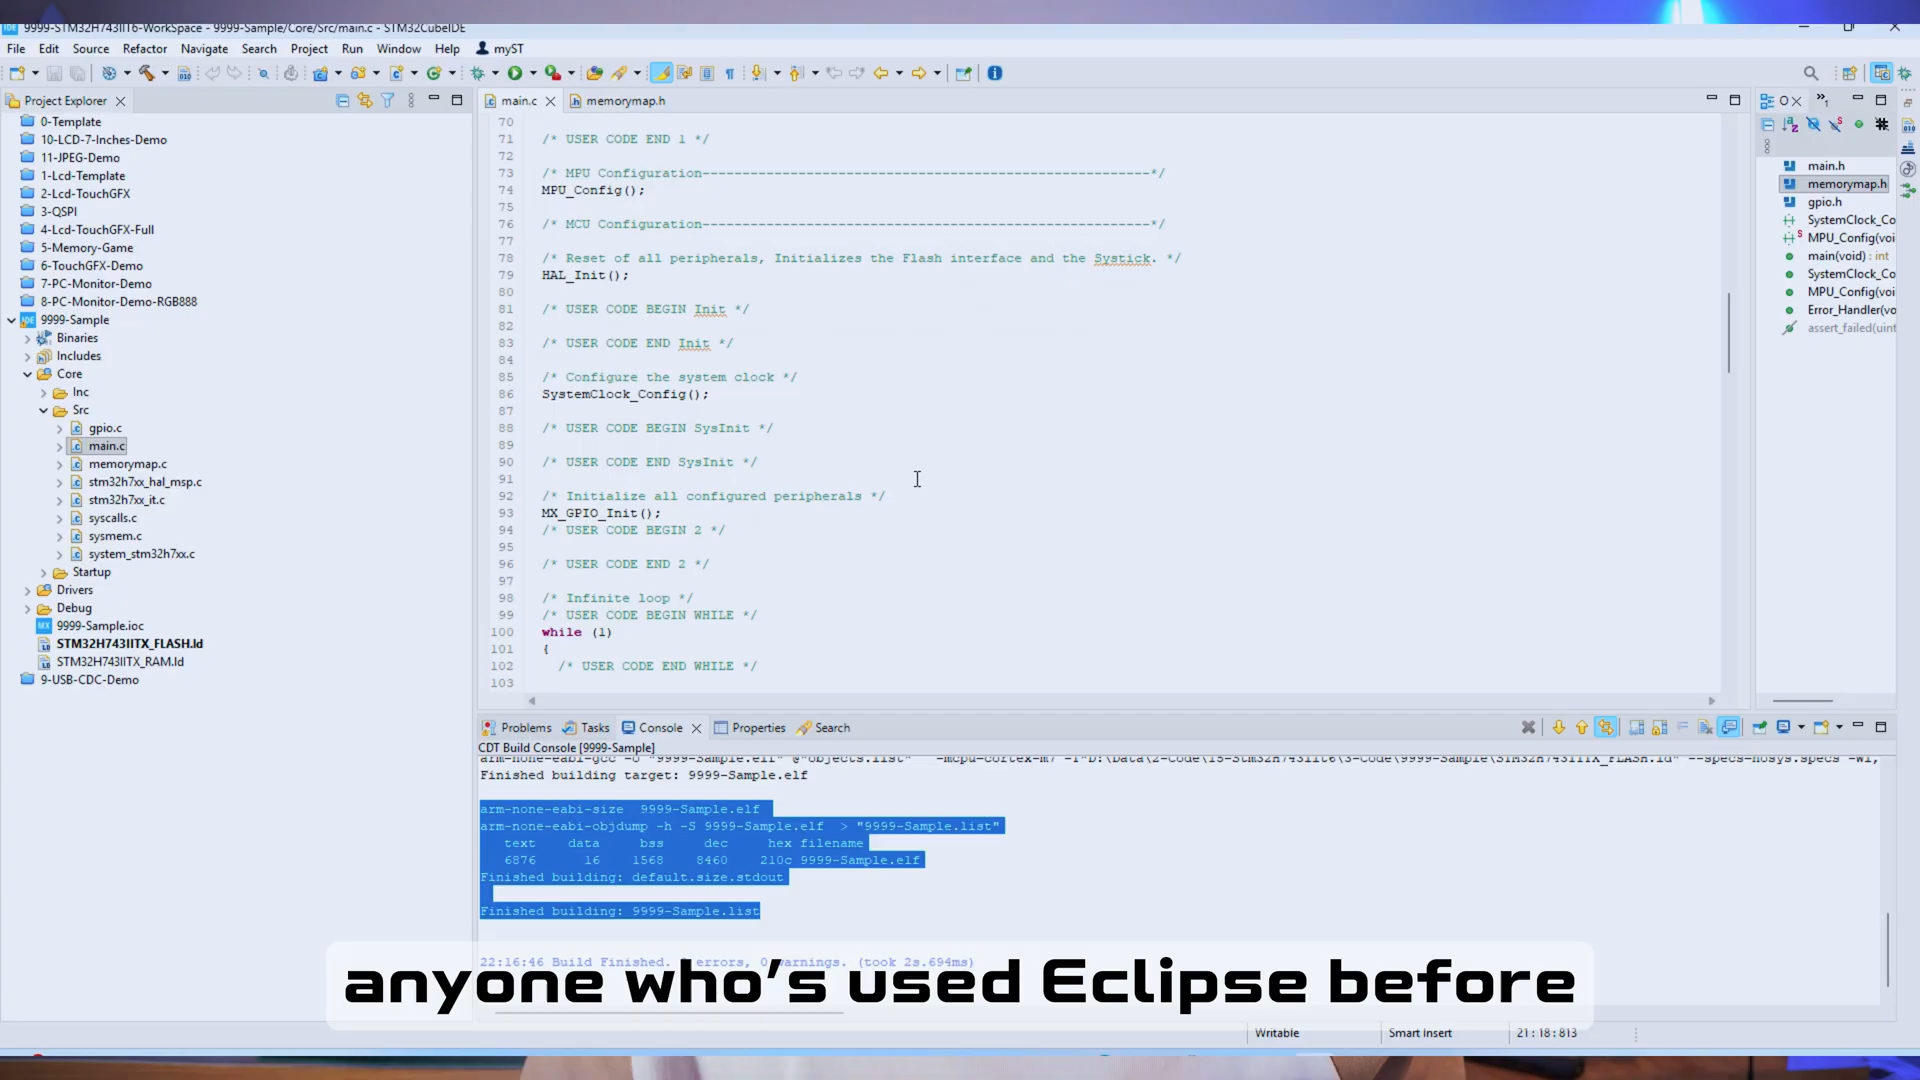 9999-STM32H743IIT6-WorkSpace - 9999-Sample/Core/Src/main.c - STM32CubeIDE
File Edit Source Refactor Navigate Search Project Run Window Help myST
Project Explorer
0-Template
10-LCD-7-Inches-Demo
11-JPEG-Demo
1-Lcd-Template
2-Lcd-TouchGFX
3-QSPI
4-Lcd-TouchGFX-Full
5-Memory-Game
6-TouchGFX-Demo
7-PC-Monitor-Demo
8-PC-Monitor-Demo-RGB888
9999-Sample
Binaries
Includes
Core
Inc
Src
gpio.c
main.c
memorymap.c
stm32h7xx_hal_msp.c
stm32h7xx_it.c
syscalls.c
sysmem.c
system_stm32h7xx.c
Startup
Drivers
Debug
9999-Sample.ioc
STM32H743IITX_FLASH.ld
STM32H743IITX_RAM.ld
9-USB-CDC-Demo
main.c memorymap.h
70
71 /* USER CODE END 1 */
72
73 /* MPU Configuration--------------------------------------------------------*/
74 MPU_Config();
75
76 /* MCU Configuration--------------------------------------------------------*/
77
78 /* Reset of all peripherals, Initializes the Flash interface and the Systick. */
79 HAL_Init();
80
81 /* USER CODE BEGIN Init */
82
83 /* USER CODE END Init */
84
85 /* Configure the system clock */
86 SystemClock_Config();
87
88 /* USER CODE BEGIN SysInit */
89
90 /* USER CODE END SysInit */
91
92 /* Initialize all configured peripherals */
93 MX_GPIO_Init();
94 /* USER CODE BEGIN 2 */
95
96 /* USER CODE END 2 */
97
98 /* Infinite loop */
99 /* USER CODE BEGIN WHILE */
100 while (1)
101 {
102 /* USER CODE END WHILE */
103
main.h
memorymap.h
gpio.h
SystemClock_Co
MPU_Config(voi
main(void) : int
SystemClock_Co
MPU_Config(voi
Error_Handler(vo
assert_failed(uint
Problems Tasks Console Properties Search
CDT Build Console [9999-Sample]
arm-none-eabi-gcc -o "9999-Sample.elf" @"objects.list" -mcpu=cortex-m7 -T"D:\Data\2-Code\15-Stm32H743Iit6\3-Code\9999-Sample\STM32H743IITX_FLASH.ld" --specs=nosys.specs -Wl,
Finished building target: 9999-Sample.elf
arm-none-eabi-size 9999-Sample.elf
arm-none-eabi-objdump -h -S 9999-Sample.elf > "9999-Sample.list"
text data bss dec hex filename
6876 16 1568 8460 210c 9999-Sample.elf
Finished building: default.size.stdout
Finished building: 9999-Sample.list
22:16:46 Build Finished. errors, 0 warnings. (took 2s.694ms)
anyone who's used Eclipse before
Writable Smart Insert 21:18:813